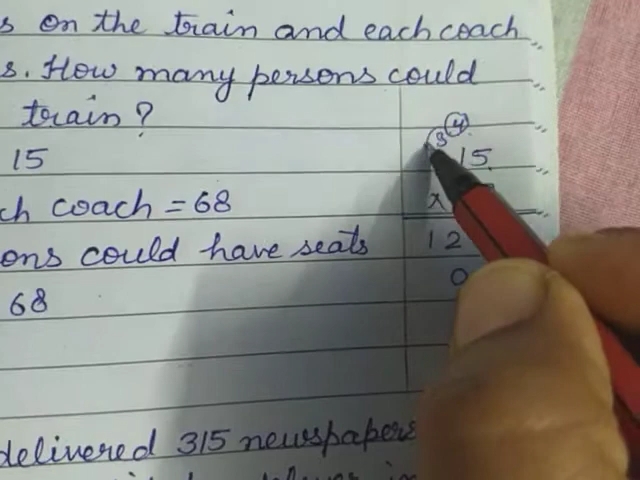 s on the train and each coach
s. How many persons could
train?
15
ch coach = 68
ons could have seats
68
3 4
15
x
12
0
delivered 315 newspapers